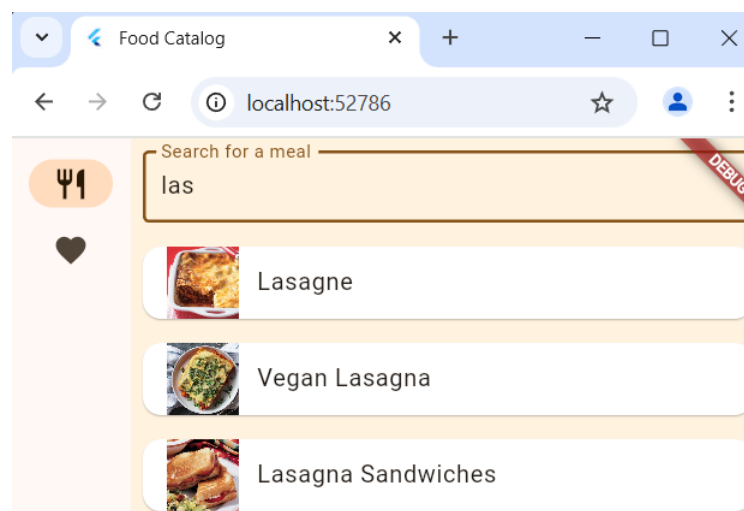 Food Catalog
localhost:52786
Search for a meal
las
DEBUG
Lasagne
Vegan Lasagna
Lasagna Sandwiches